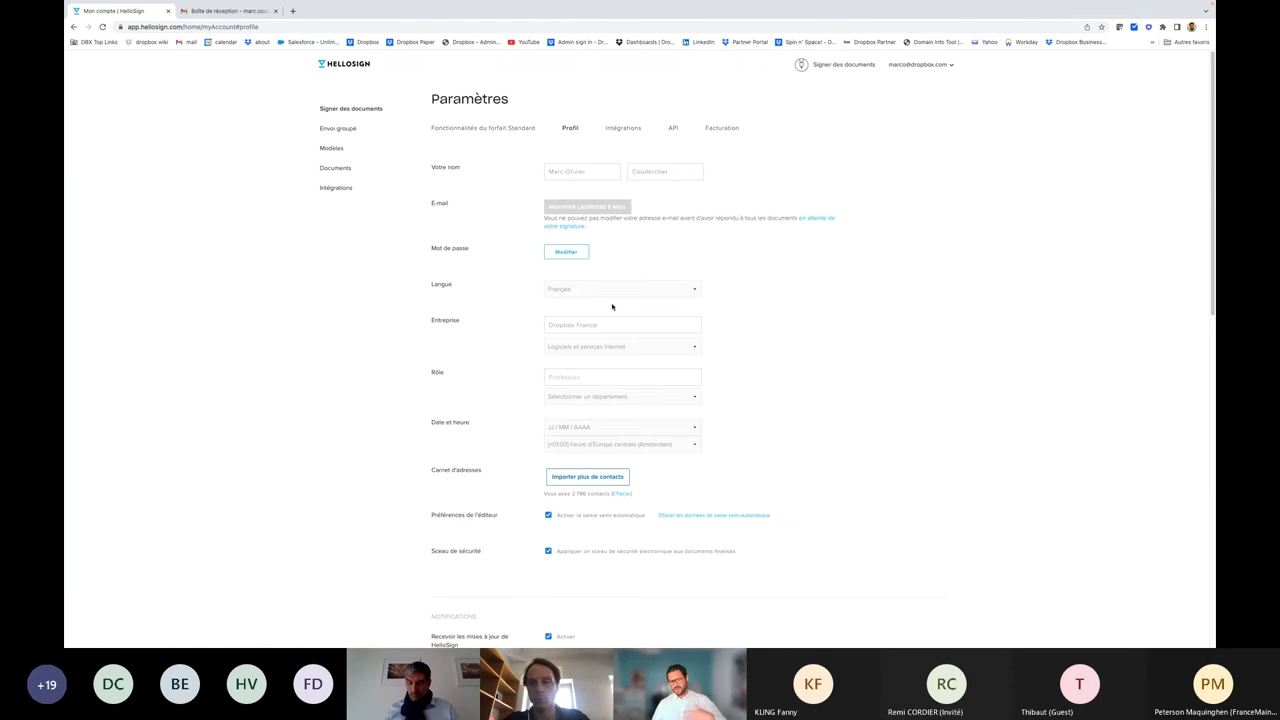 Mon compte | HelloSign
Boîte de réception - marc.cou
app.hellosign.com/home/myAccount#profile
DBX Top Links dropbox wiki mail calendar about Salesforce – Unlim... Dropbox Dropbox Paper Dropbox – Admin... YouTube Admin sign in – Dr... Dashboards | Dro... LinkedIn Partner Portal Spin n' Space! – D... Dropbox Partner Domain Info Tool |... Yahoo Workday Dropbox Business... » Autres favoris
HELLOSIGN
Signer des documents marco@dropbox.com
Paramètres
Signer des documents
Envoi groupé
Modèles
Documents
Intégrations
Fonctionnalités du forfait Standard Profil Intégrations API Facturation
Votre nom Marc-Olivier Couderchet
E-mail MODIFIER L'ADRESSE E-MAIL
Vous ne pouvez pas modifier votre adresse e-mail avant d'avoir répondu à tous les documents en attente de
votre signature.
Mot de passe Modifier
Langue Français
Entreprise Dropbox France
Logiciels et services Internet
Rôle Profession
Sélectionner un département
Date et heure JJ / MM / AAAA
(+01:00) heure d'Europe centrale (Amsterdam)
Carnet d'adresses Importer plus de contacts
Vous avez 2 786 contacts (Effacer)
Préférences de l'éditeur Activer la saisie semi-automatique Effacer les données de saisie semi-automatique
Sceau de sécurité Appliquer un sceau de sécurité électronique aux documents finalisés
NOTIFICATIONS
Recevoir les mises à jour de
HelloSign
Activer
+19 DC BE HV FD KF RC T PM
KLING Fanny Remi CORDIER (Invité) Thibaut (Guest) Peterson Maquinghen (FranceMain...